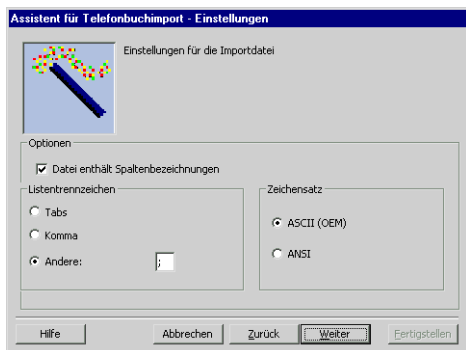 Assistent für Telefonbuchimport - Einstellungen
Einstellungen für die Importdatei
Optionen
Datei enthält Spaltenbezeichnungen
Listentrennzeichen
Tabs
Komma
Andere: ;
Zeichensatz
ASCII (OEM)
ANSI
Hilfe Abbrechen Zurück Weiter Fertigstellen